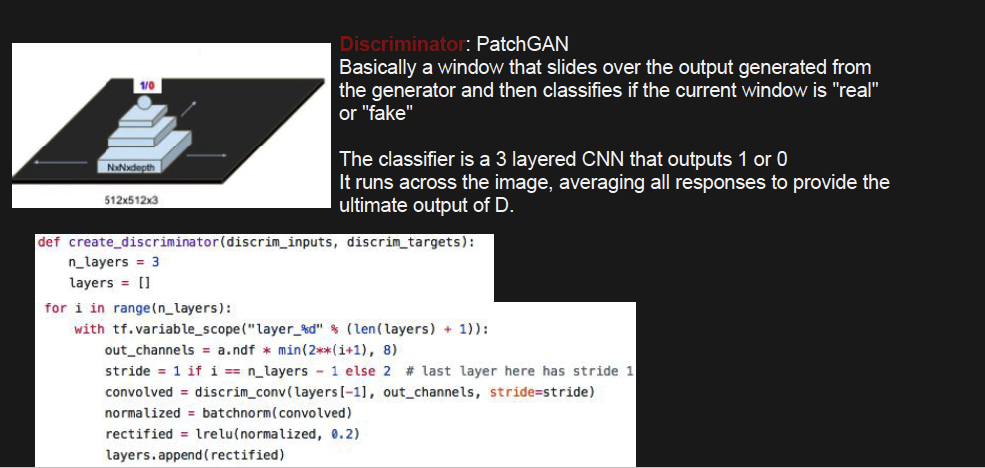 Discriminator: PatchGAN
Basically a window that slides over the output generated from
the generator and then classifies if the current window is "real"
or "fake"
The classifier is a 3 layered CNN that outputs 1 or 0
It runs across the image, averaging all responses to provide the
ultimate output of D.
1/0
NxNxdepth
512x512x3
def create_discriminator(discrim_inputs, discrim_targets):
    n_layers = 3
    layers = []
for i in range(n_layers):
    with tf.variable_scope("layer_%d" % (len(layers) + 1)):
        out_channels = a.ndf * min(2**(i+1), 8)
        stride = 1 if i == n_layers - 1 else 2  # last layer here has stride 1
        convolved = discrim_conv(layers[-1], out_channels, stride=stride)
        normalized = batchnorm(convolved)
        rectified = lrelu(normalized, 0.2)
        layers.append(rectified)